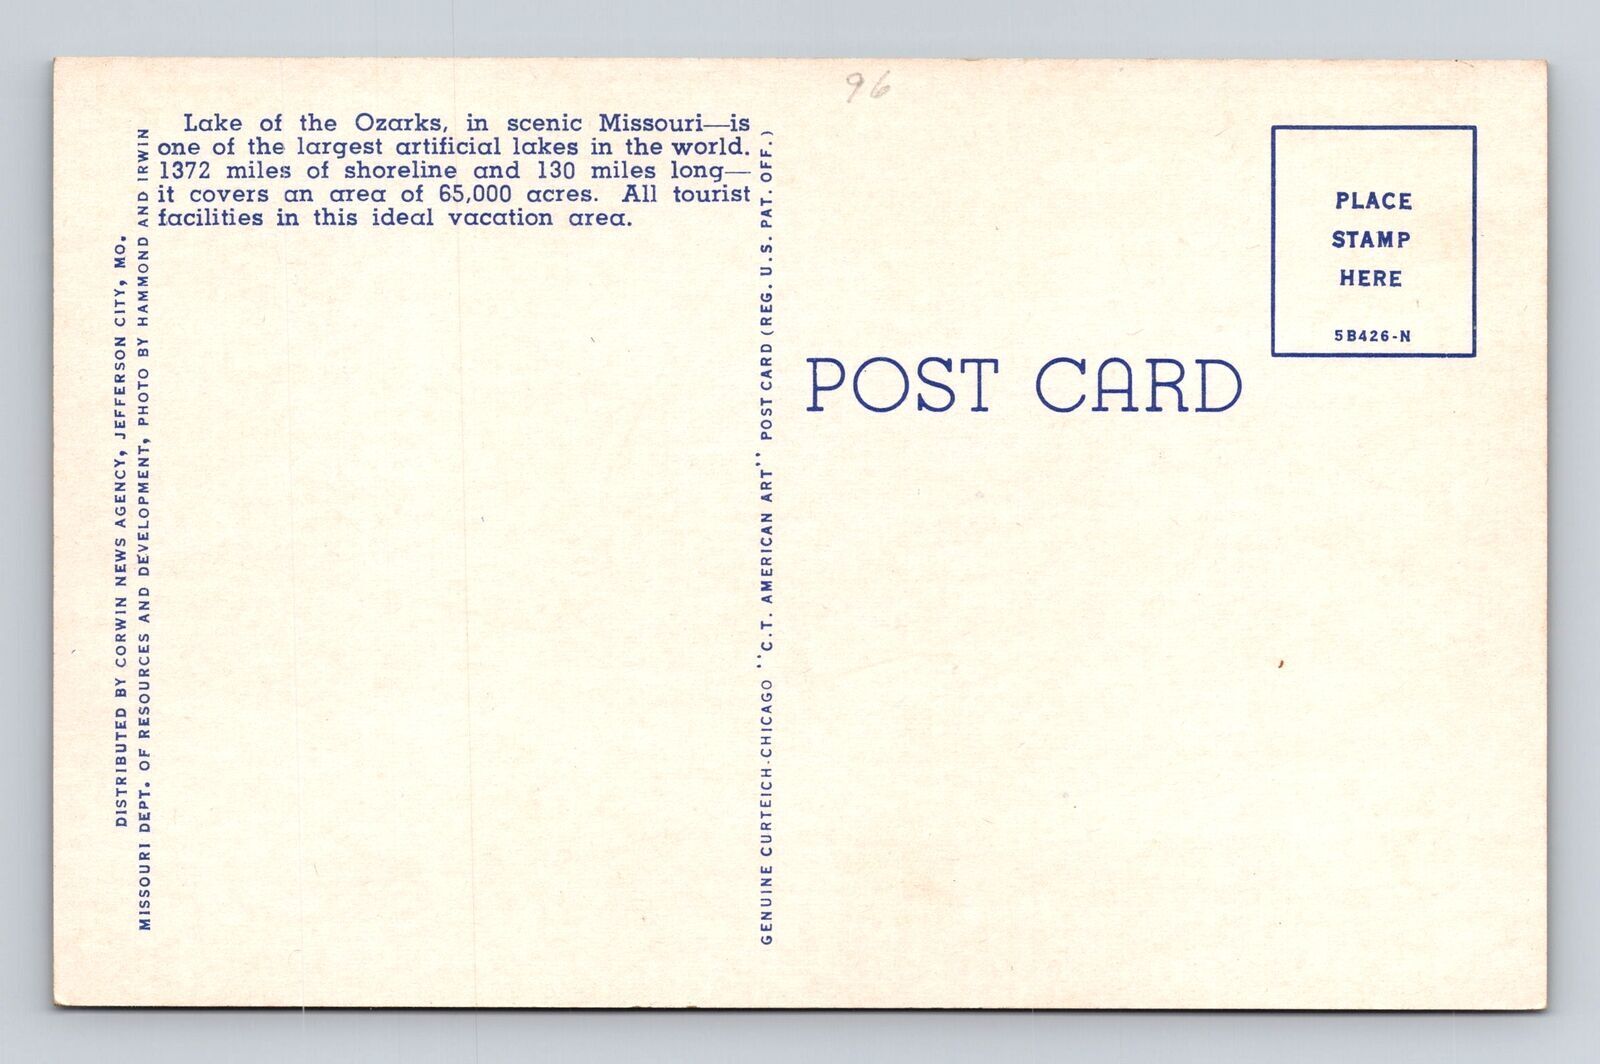 96
Lake of the Ozarks, in scenic Missouri—is
one of the largest artificial lakes in the world.
1372 miles of shoreline and 130 miles long—
it covers an area of 65,000 acres. All tourist
facilities in this ideal vacation area.
DISTRIBUTED BY CORWIN NEWS AGENCY, JEFFERSON CITY, MO.
MISSOURI DEPT. OF RESOURCES AND DEVELOPMENT, PHOTO BY HAMMOND AND IRWIN
GENUINE CURTEICH-CHICAGO "C.T. AMERICAN ART" POST CARD (REG. U.S. PAT. OFF.)
POST CARD
PLACE
STAMP
HERE
5B426-N